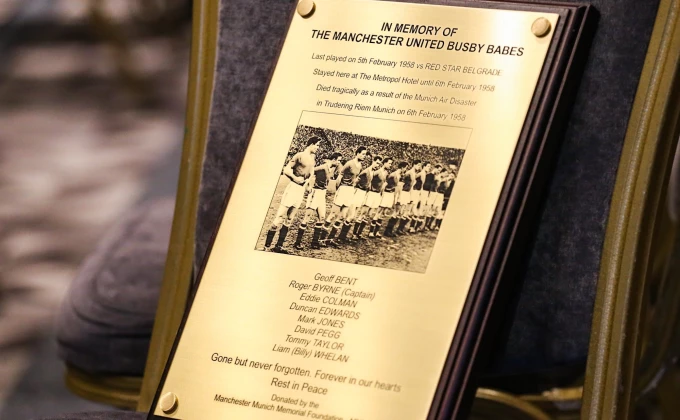 IN MEMORY OF
THE MANCHESTER UNITED BUSBY BABES
Last played on 5th February 1958 vs RED STAR BELGRADE
Stayed here at The Metropol Hotel until 6th February 1958
Died tragically as a result of the Munich Air Disaster
in Trudering Riem Munich on 6th February 1958
Geoff BENT
Roger BYRNE (Captain)
Eddie COLMAN
Duncan EDWARDS
Mark JONES
David PEGG
Tommy TAYLOR
Liam (Billy) WHELAN
Gone but never forgotten. Forever in our hearts
Rest in Peace
Donated by the
Manchester Munich Memorial Foundation